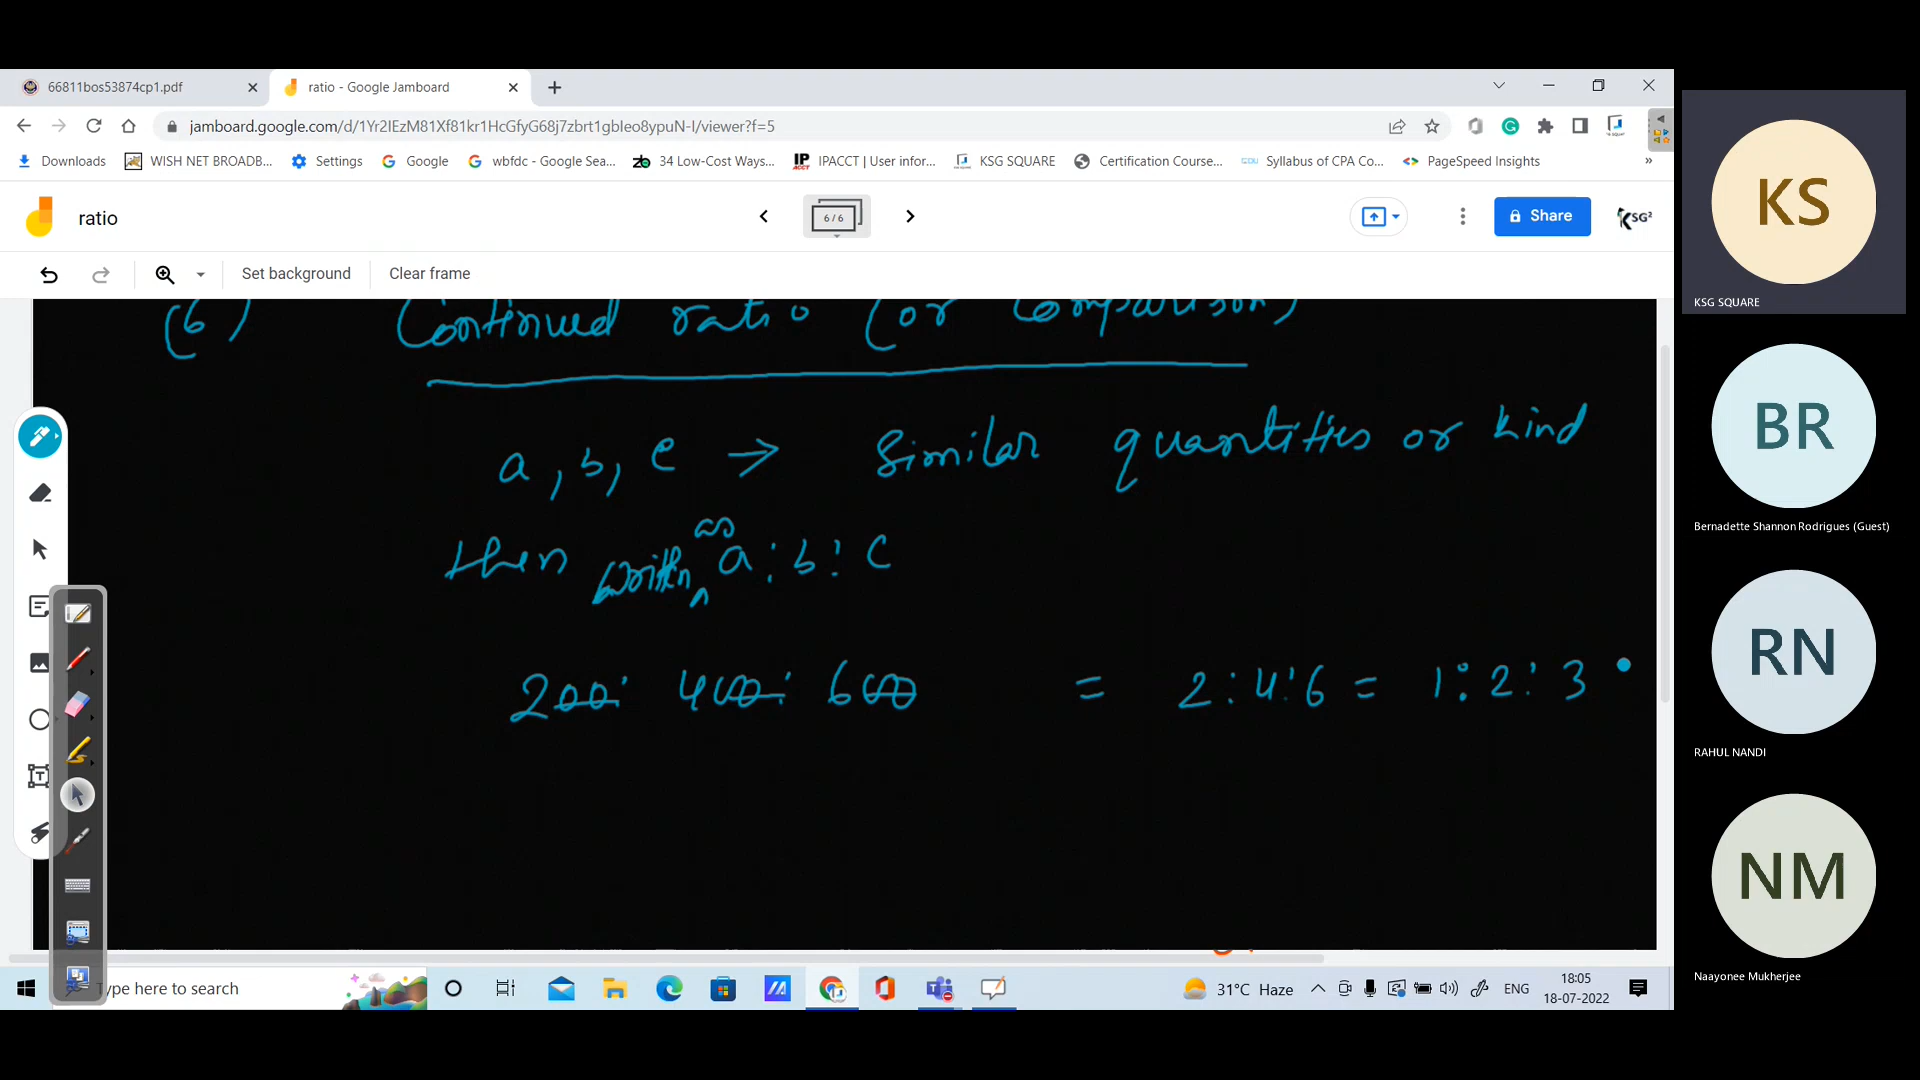 66811bos53874cp1.pdf
ratio - Google Jamboard
jamboard.google.com/d/1Yr2IEzM81Xf81kr1HcGfyG68j7zbrt1gbIeo8ypuN-I/viewer?f=5
Downloads WISH NET BROADB... Settings Google wbfdc - Google Sea... 34 Low-Cost Ways... IPACCT | User infor... KSG SQUARE Certification Course... Syllabus of CPA Co... PageSpeed Insights »
ratio
6 / 6
Share
KSG²
Set background Clear frame
(6) Continued ratio (or Comparison)
a, b, c → Similar quantities or kind
then written as a : b : c
200 : 400 : 600 = 2 : 4 : 6 = 1 : 2 : 3
Type here to search
31°C Haze
ENG
18:05
18-07-2022
KS
KSG SQUARE
BR
Bernadette Shannon Rodrigues (Guest)
RN
RAHUL NANDI
NM
Naayonee Mukherjee